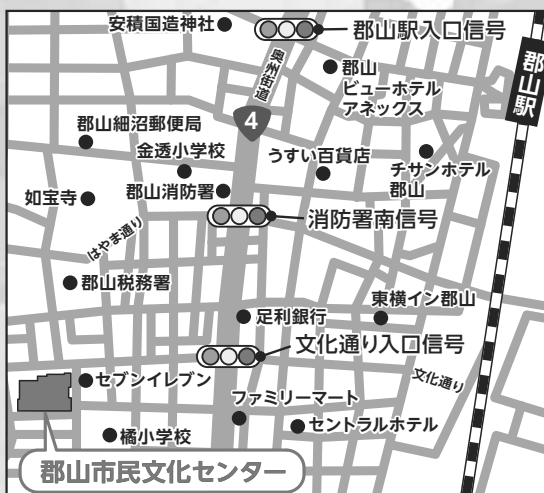 安積国造神社
郡山駅入口信号
奥州街道
郡山
ビューホテル
アネックス
郡山駅
4
郡山細沼郵便局
金透小学校
うすい百貨店
チサンホテル
郡山
如宝寺
郡山消防署
消防署南信号
はやま通り
郡山税務署
足利銀行
東横イン郡山
文化通り入口信号
文化通り
セブンイレブン
ファミリーマート
セントラルホテル
橘小学校
郡山市民文化センター